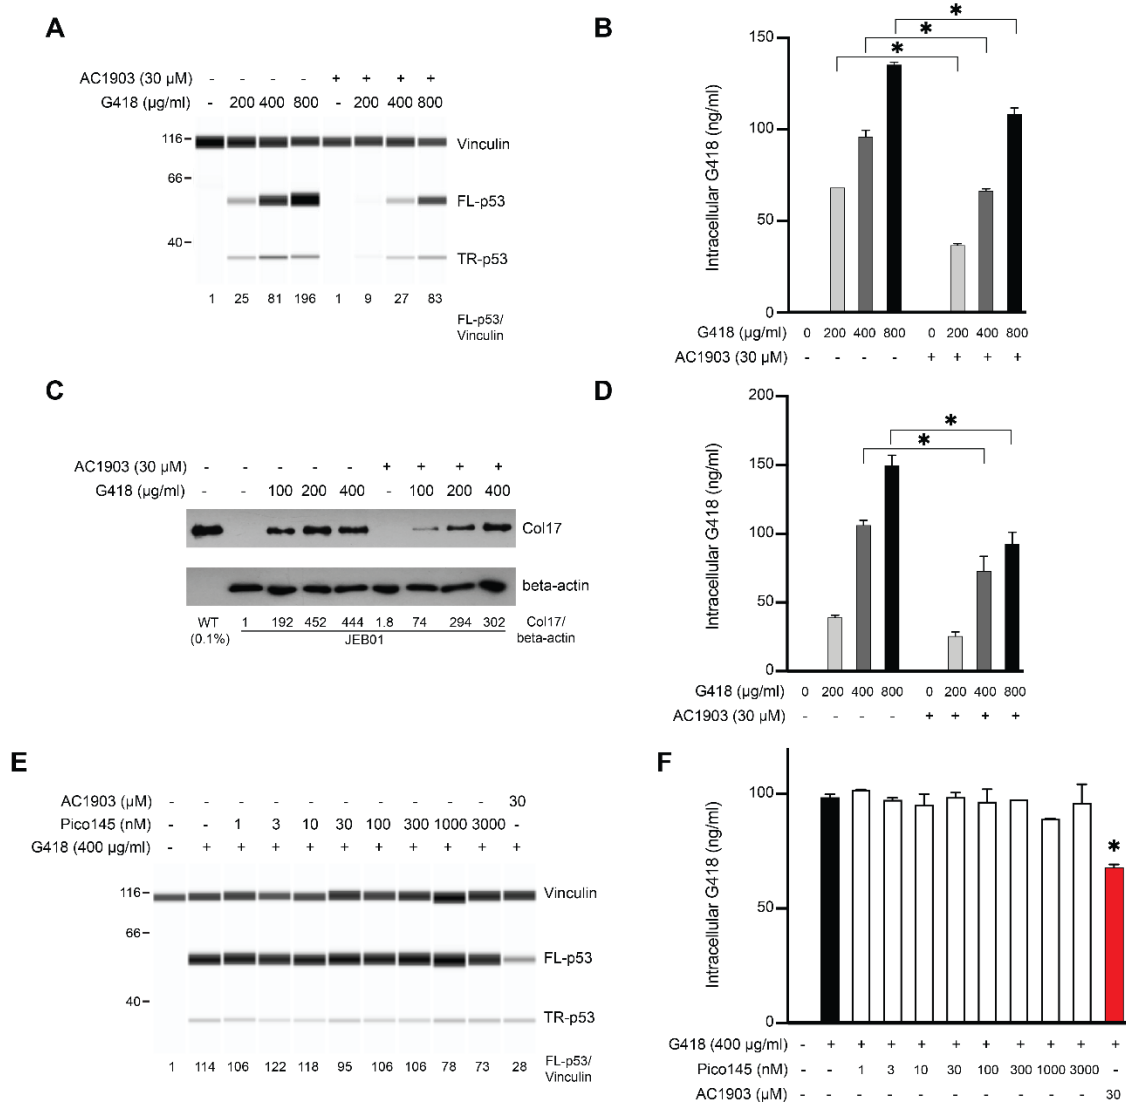 A
AC1903 (30 µM) - - - - + + + +
G418 (µg/ml) - 200 400 800 - 200 400 800
116
Vinculin
66
FL-p53
40
TR-p53
1 25 81 196 1 9 27 83
FL-p53/
Vinculin
B
* * *
150
100
50
0
Intracellular G418 (ng/ml)
G418 (µg/ml) 0 200 400 800 0 200 400 800
AC1903 (30 µM) - - - - + + + +
C
AC1903 (30 µM) - - - - - + + + +
G418 (µg/ml) - - 100 200 400 - 100 200 400
Col17
beta-actin
WT 1 192 452 444 1.8 74 294 302 Col17/
(0.1%) JEB01 beta-actin
D
* *
200
150
100
50
0
Intracellular G418 (ng/ml)
G418 (µg/ml) 0 200 400 800 0 200 400 800
AC1903 (30 µM) - - - - + + + +
E
AC1903 (µM) - - - - - - - - - - 30
Pico145 (nM) - - 1 3 10 30 100 300 1000 3000 -
G418 (400 µg/ml) - + + + + + + + + + +
116
Vinculin
66
FL-p53
40
TR-p53
1 114 106 122 118 95 106 106 78 73 28
FL-p53/
Vinculin
F
100
50
0
*
Intracellular G418 (ng/ml)
G418 (400 µg/ml) - + + + + + + + + + +
Pico145 (nM) - - 1 3 10 30 100 300 1000 3000 -
AC1903 (µM) - - - - - - - - - - 30